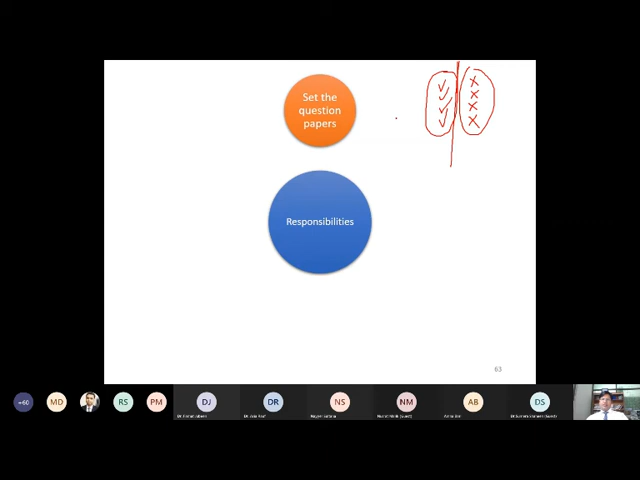 Set the
question
papers
Responsibilities
63
+60
MD
RS
PM
DJ
DR
NS
NM
AB
DS